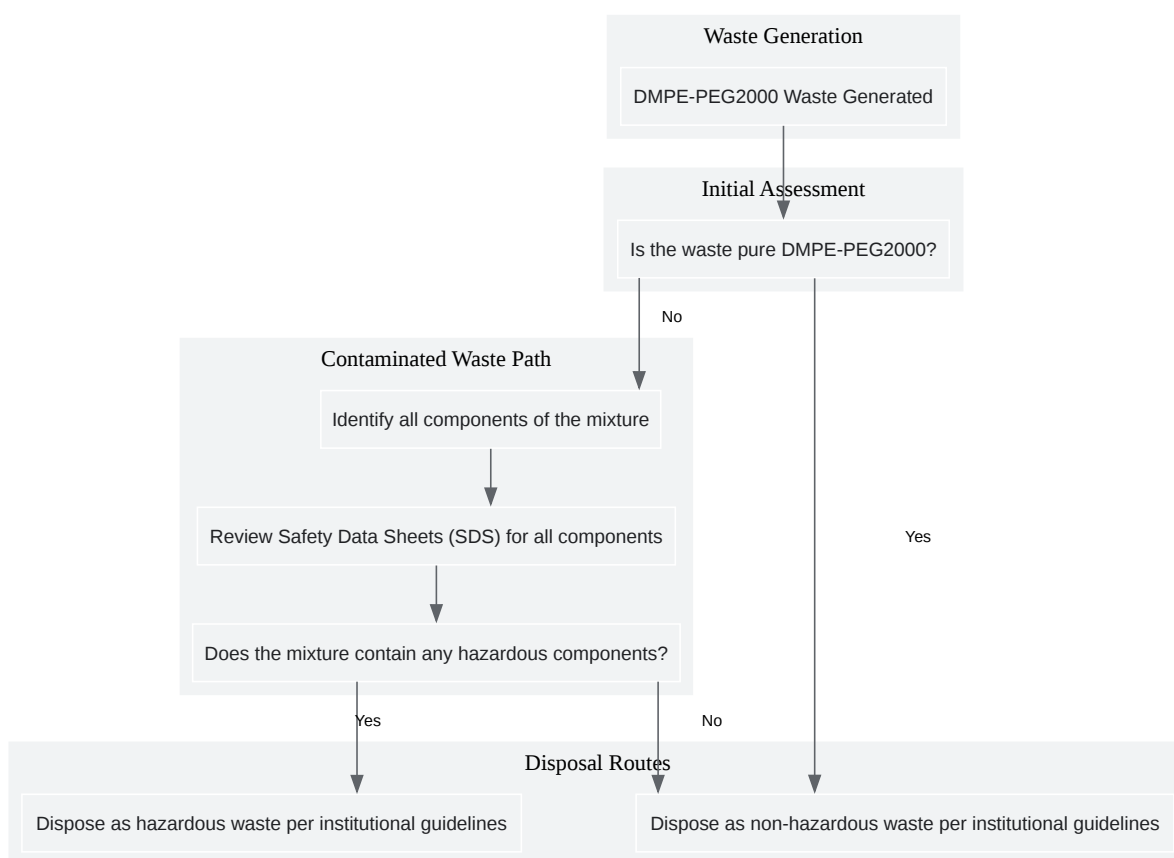 Waste Generation
DMPE-PEG2000 Waste Generated
Initial Assessment
Is the waste pure DMPE-PEG2000?
No
Contaminated Waste Path
Identify all components of the mixture
Review Safety Data Sheets (SDS) for all components
Yes
Does the mixture contain any hazardous components?
Yes
No
Disposal Routes
Dispose as hazardous waste per institutional guidelines
Dispose as non-hazardous waste per institutional guidelines